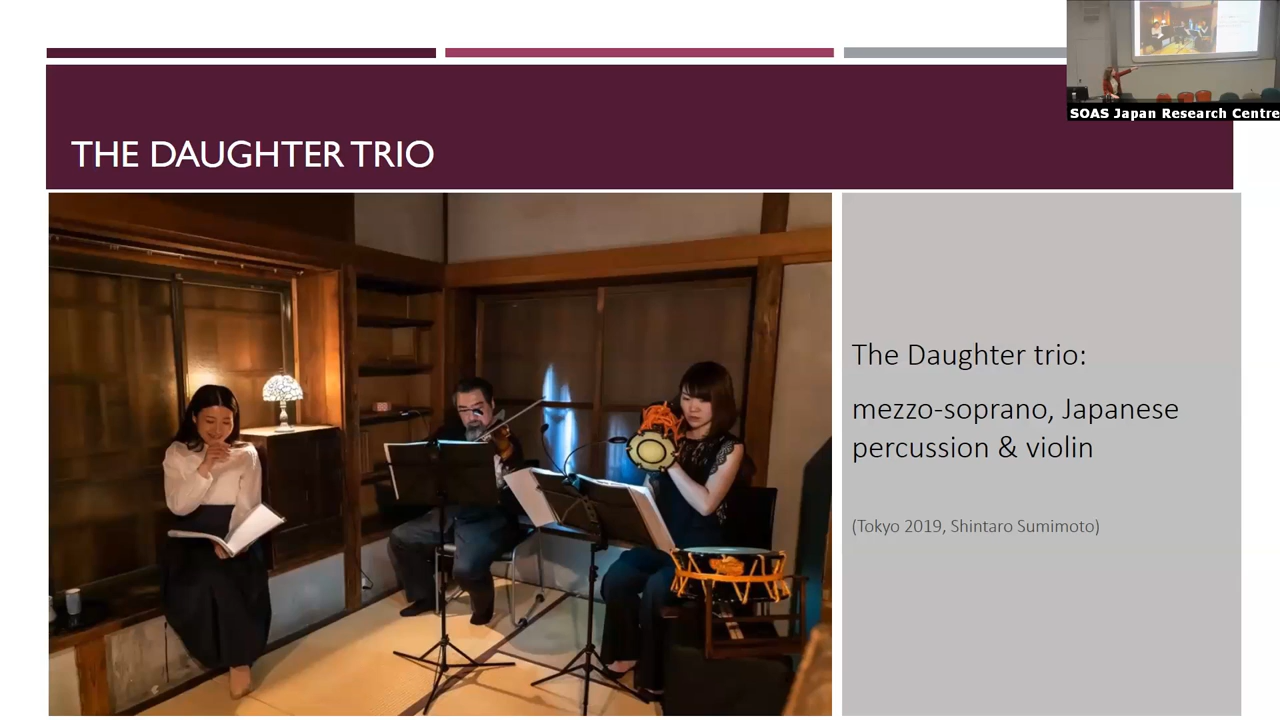 SOAS Japan Research Centre
THE DAUGHTER TRIO
The Daughter trio:
mezzo-soprano, Japanese
percussion & violin
(Tokyo 2019, Shintaro Sumimoto)